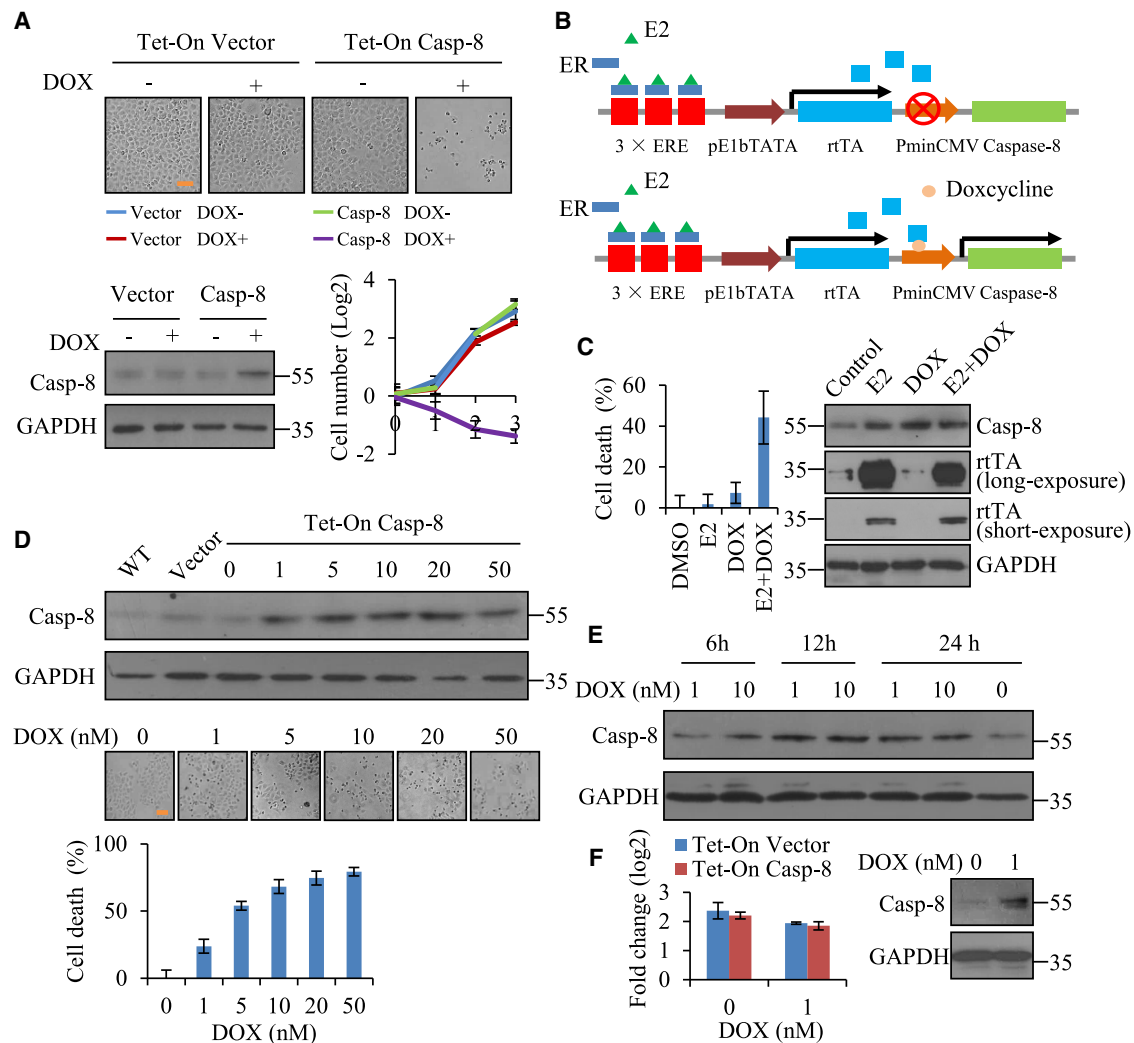 A
Tet-On Vector Tet-On Casp-8
DOX - + - +
Vector DOX- Casp-8 DOX-
Vector DOX+ Casp-8 DOX+
Vector Casp-8
DOX - + - +
Casp-8 55
GAPDH 35
Cell number (Log2)
4
2
0
-2
0 2 3
B
E2
ER
3 × ERE pE1bTATA rtTA PminCMV Caspase-8
E2 Doxcycline
ER
3 × ERE pE1bTATA rtTA PminCMV Caspase-8
C
Cell death (%)
60
40
20
0
DMSO E2 DOX E2+DOX
Control E2 DOX E2+DOX
55 Casp-8
35 rtTA
(long-exposure)
35 rtTA
(short-exposure)
35 GAPDH
D
Tet-On Casp-8
WT Vector 0 1 5 10 20 50
Casp-8 55
GAPDH 35
DOX (nM) 0 1 5 10 20 50
Cell death (%)
100
50
0
0 1 5 10 20 50
DOX (nM)
E
6h 12h 24 h
DOX (nM) 1 10 1 10 1 10 0
Casp-8 55
GAPDH 35
F
Tet-On Vector
Tet-On Casp-8
Fold change (log2)
3
2
1
0
0 1
DOX (nM)
DOX (nM) 0 1
Casp-8 55
GAPDH 35